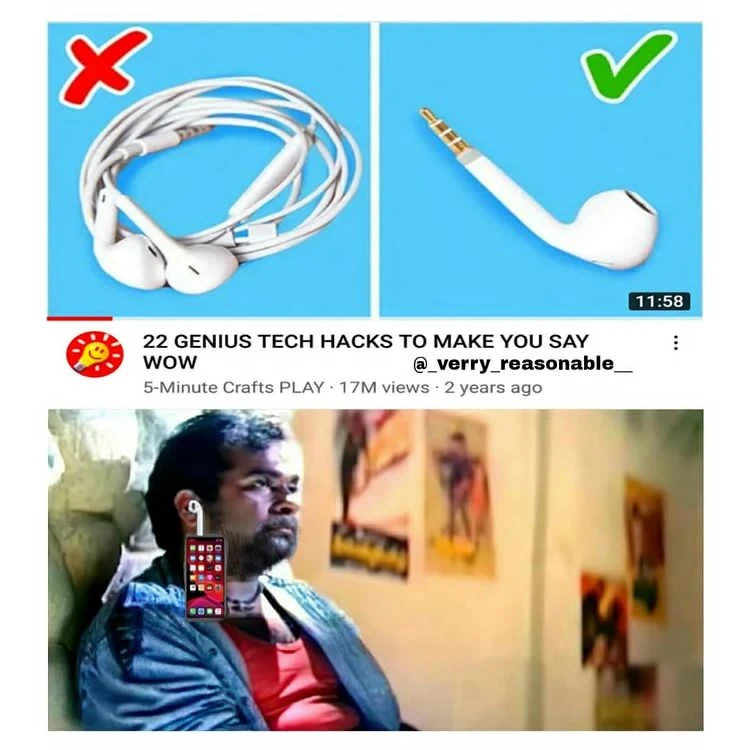 11:58
22 GENIUS TECH HACKS TO MAKE YOU SAY
WOW
@_verry_reasonable__
5-Minute Crafts PLAY · 17M views · 2 years ago